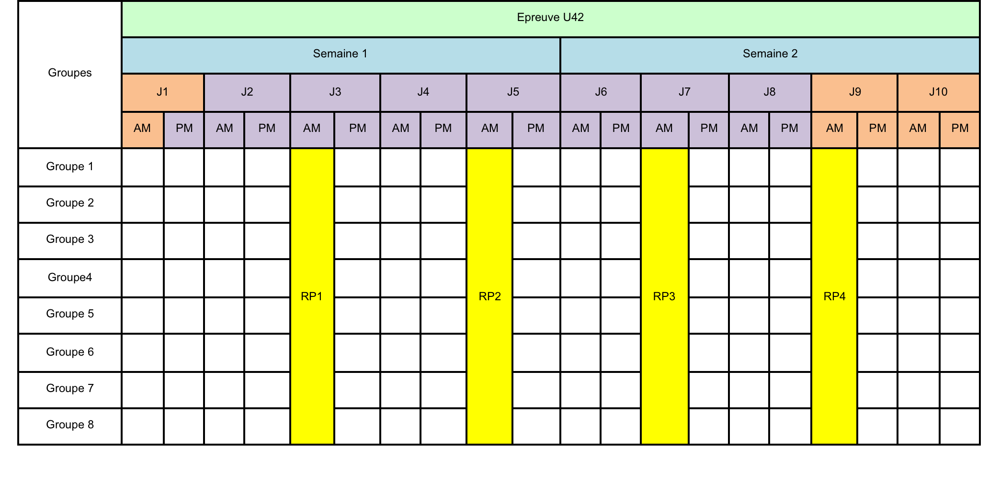 Epreuve U42
Groupes
Semaine 1 Semaine 2
J1 J2 J3 J4 J5 J6 J7 J8 J9 J10
AM PM AM PM AM PM AM PM AM PM AM PM AM PM AM PM AM PM AM PM
Groupe 1
Groupe 2
Groupe 3
Groupe4
RP1 RP2 RP3 RP4
Groupe 5
Groupe 6
Groupe 7
Groupe 8